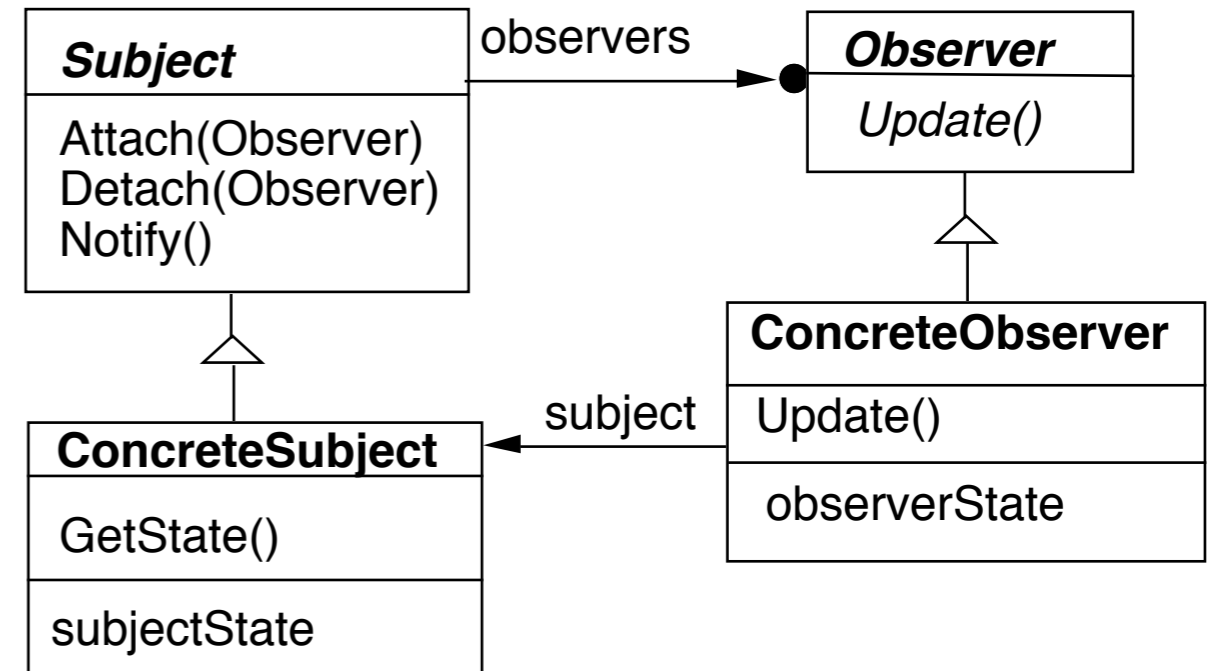 Subject
Attach(Observer)
Detach(Observer)
Notify()
observers
Observer
Update()
ConcreteObserver
Update()
observerState
subject
ConcreteSubject
GetState()
subjectState